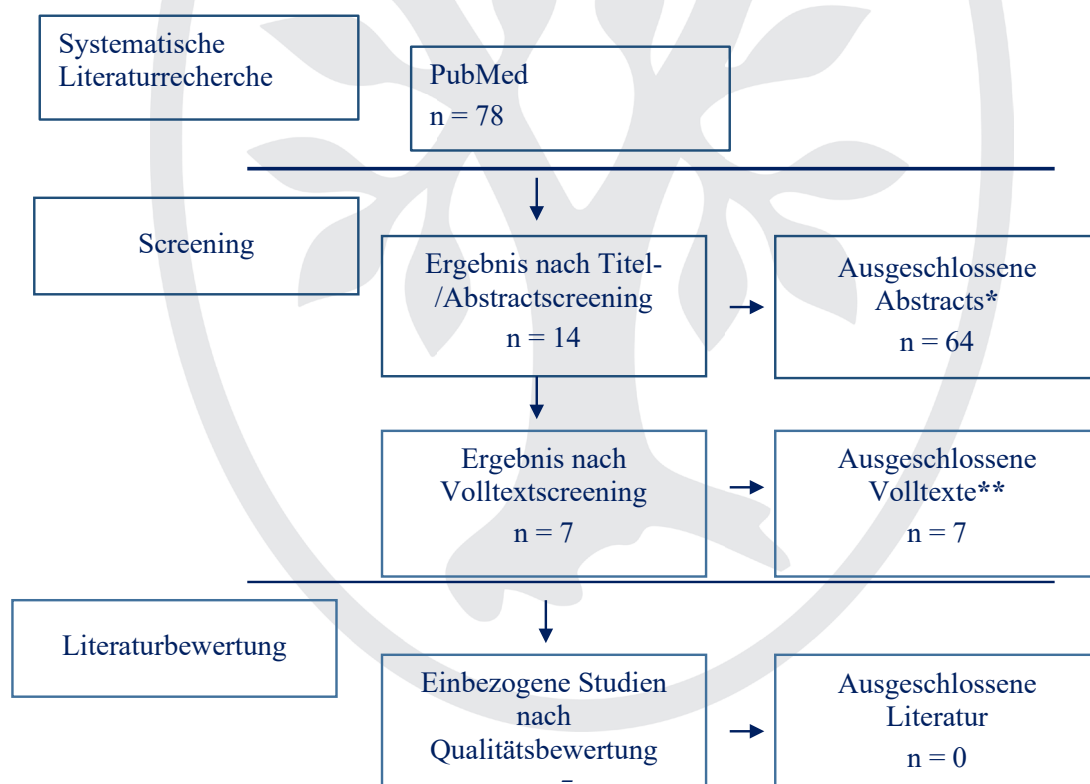 Systematische
Literaturrecherche
PubMed
n = 78
Screening
Ergebnis nach Titel-
/Abstractscreening
n = 14
Ausgeschlossene
Abstracts*
n = 64
Ergebnis nach
Volltextscreening
n = 7
Ausgeschlossene
Volltexte**
n = 7
Literaturbewertung
Einbezogene Studien
nach
Qualitätsbewertung
Ausgeschlossene
Literatur
n = 0